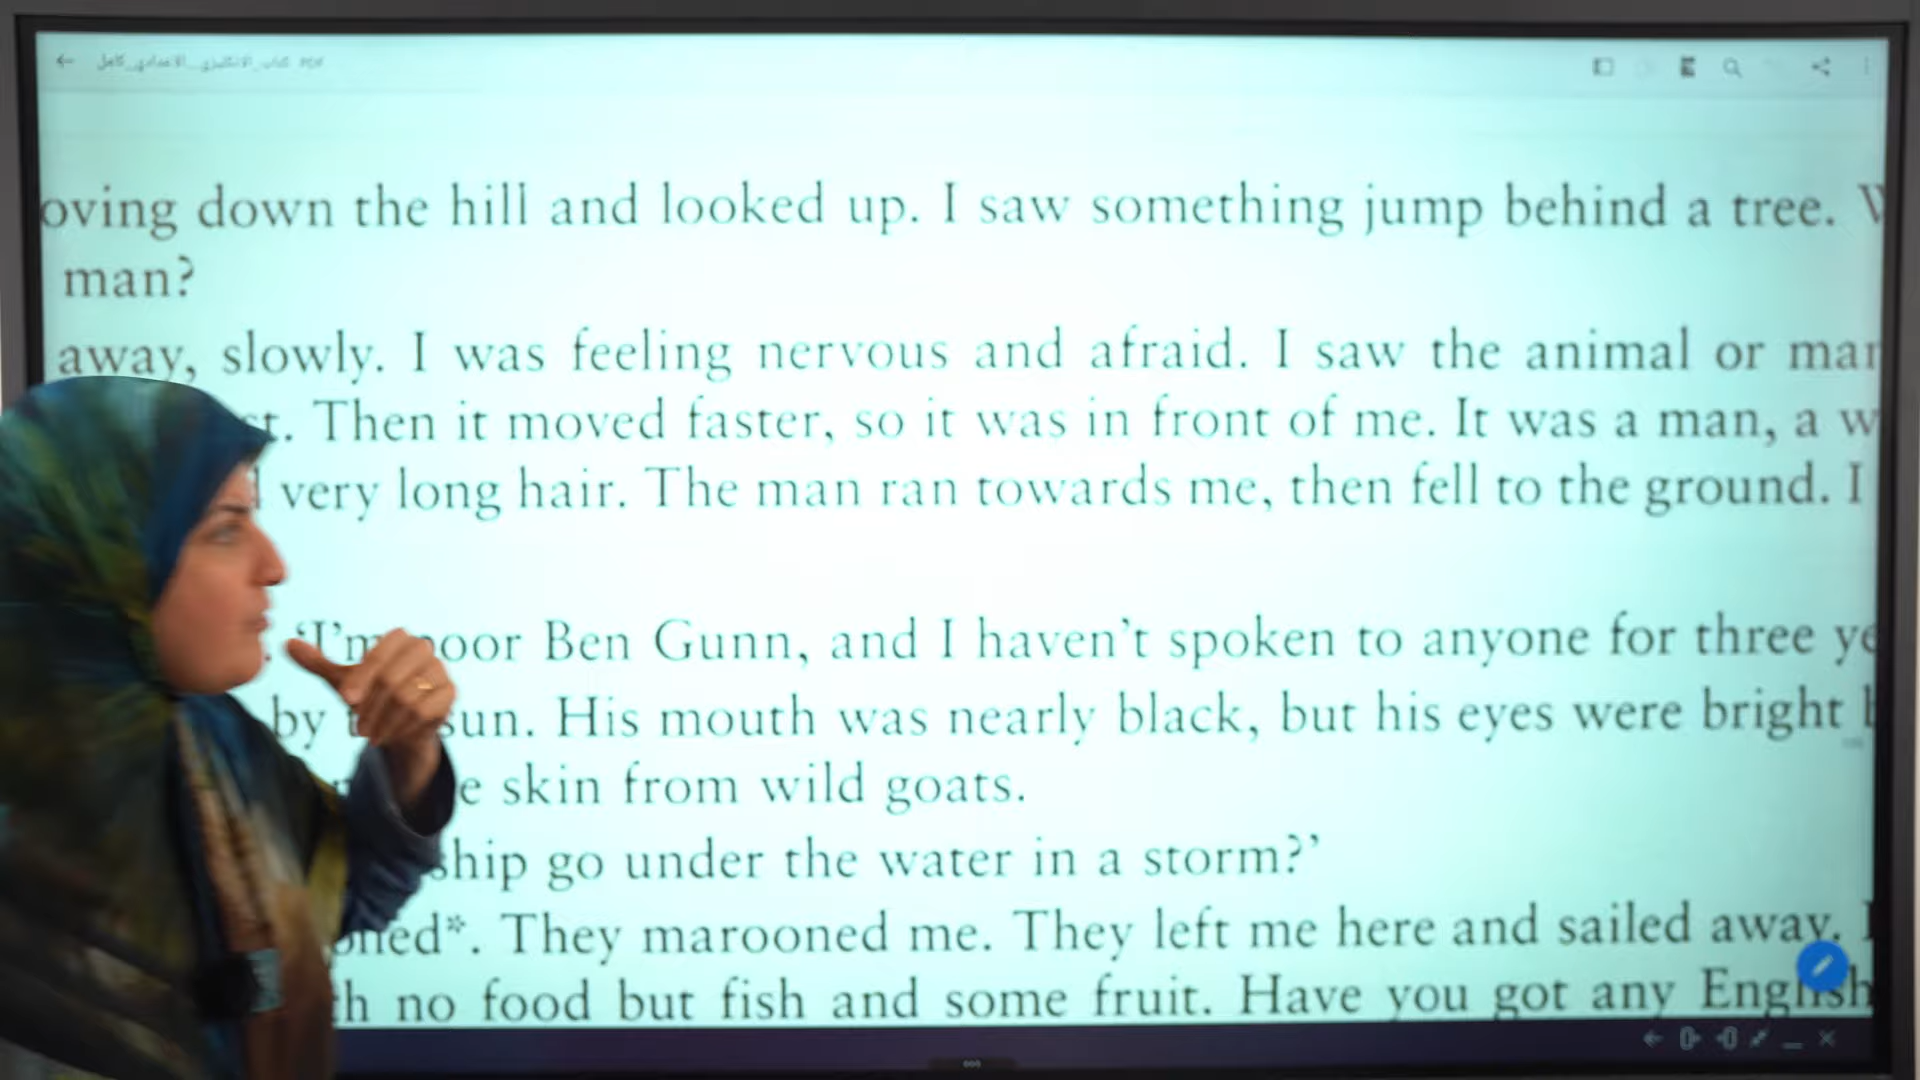 كتاب_الانكليزي_الاعدادي_كامل PDF
oving down the hill and looked up. I saw something jump behind a tree.
man?
away, slowly. I was feeling nervous and afraid. I saw the animal or
Then it moved faster, so it was in front of me. It was a man, a
very long hair. The man ran towards me, then fell to the ground. I
‘I'm poor Ben Gunn, and I haven't spoken to anyone for three
by sun. His mouth was nearly black, but his eyes were bright
skin from wild goats.
ship go under the water in a storm?’
oned*. They marooned me. They left me here and sailed away.
no food but fish and some fruit. Have you got any English